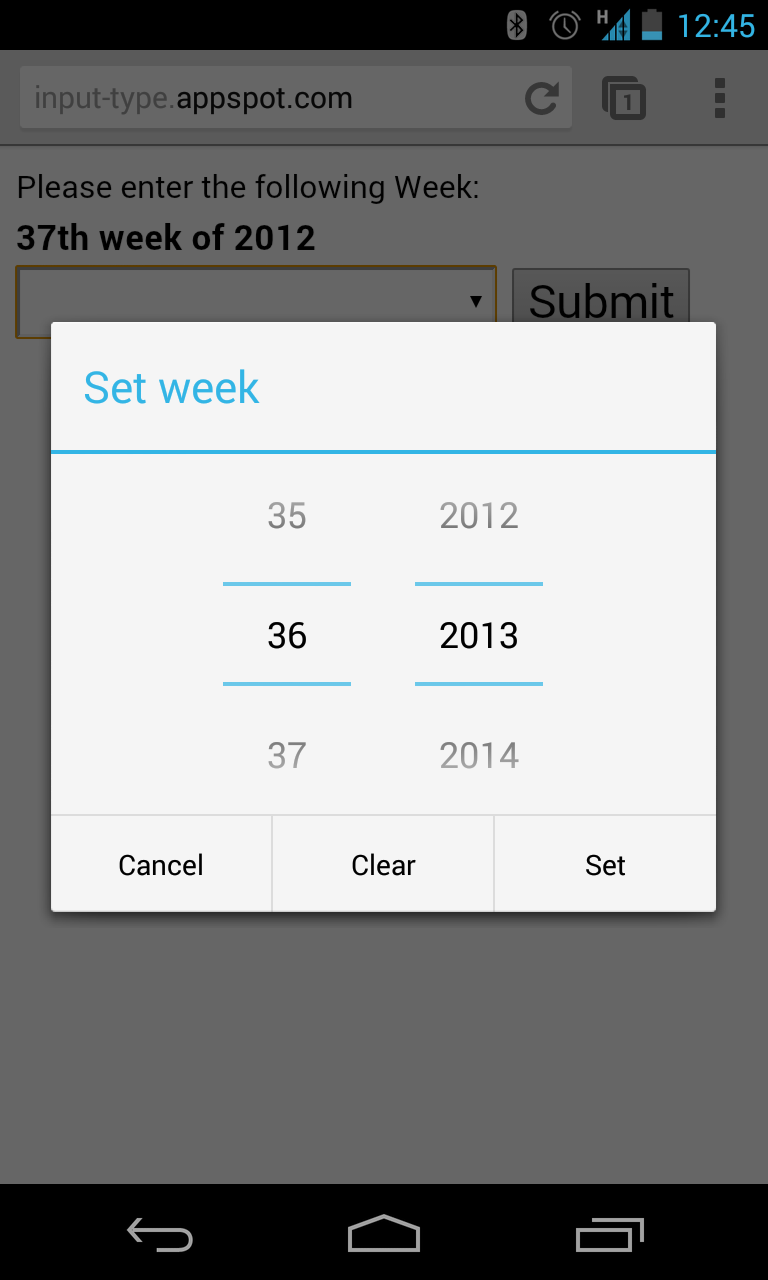 H 12:45
input-type.appspot.com 1
Please enter the following Week:
37th week of 2012
Submit
Set week
35 2012
36 2013
37 2014
Cancel Clear Set